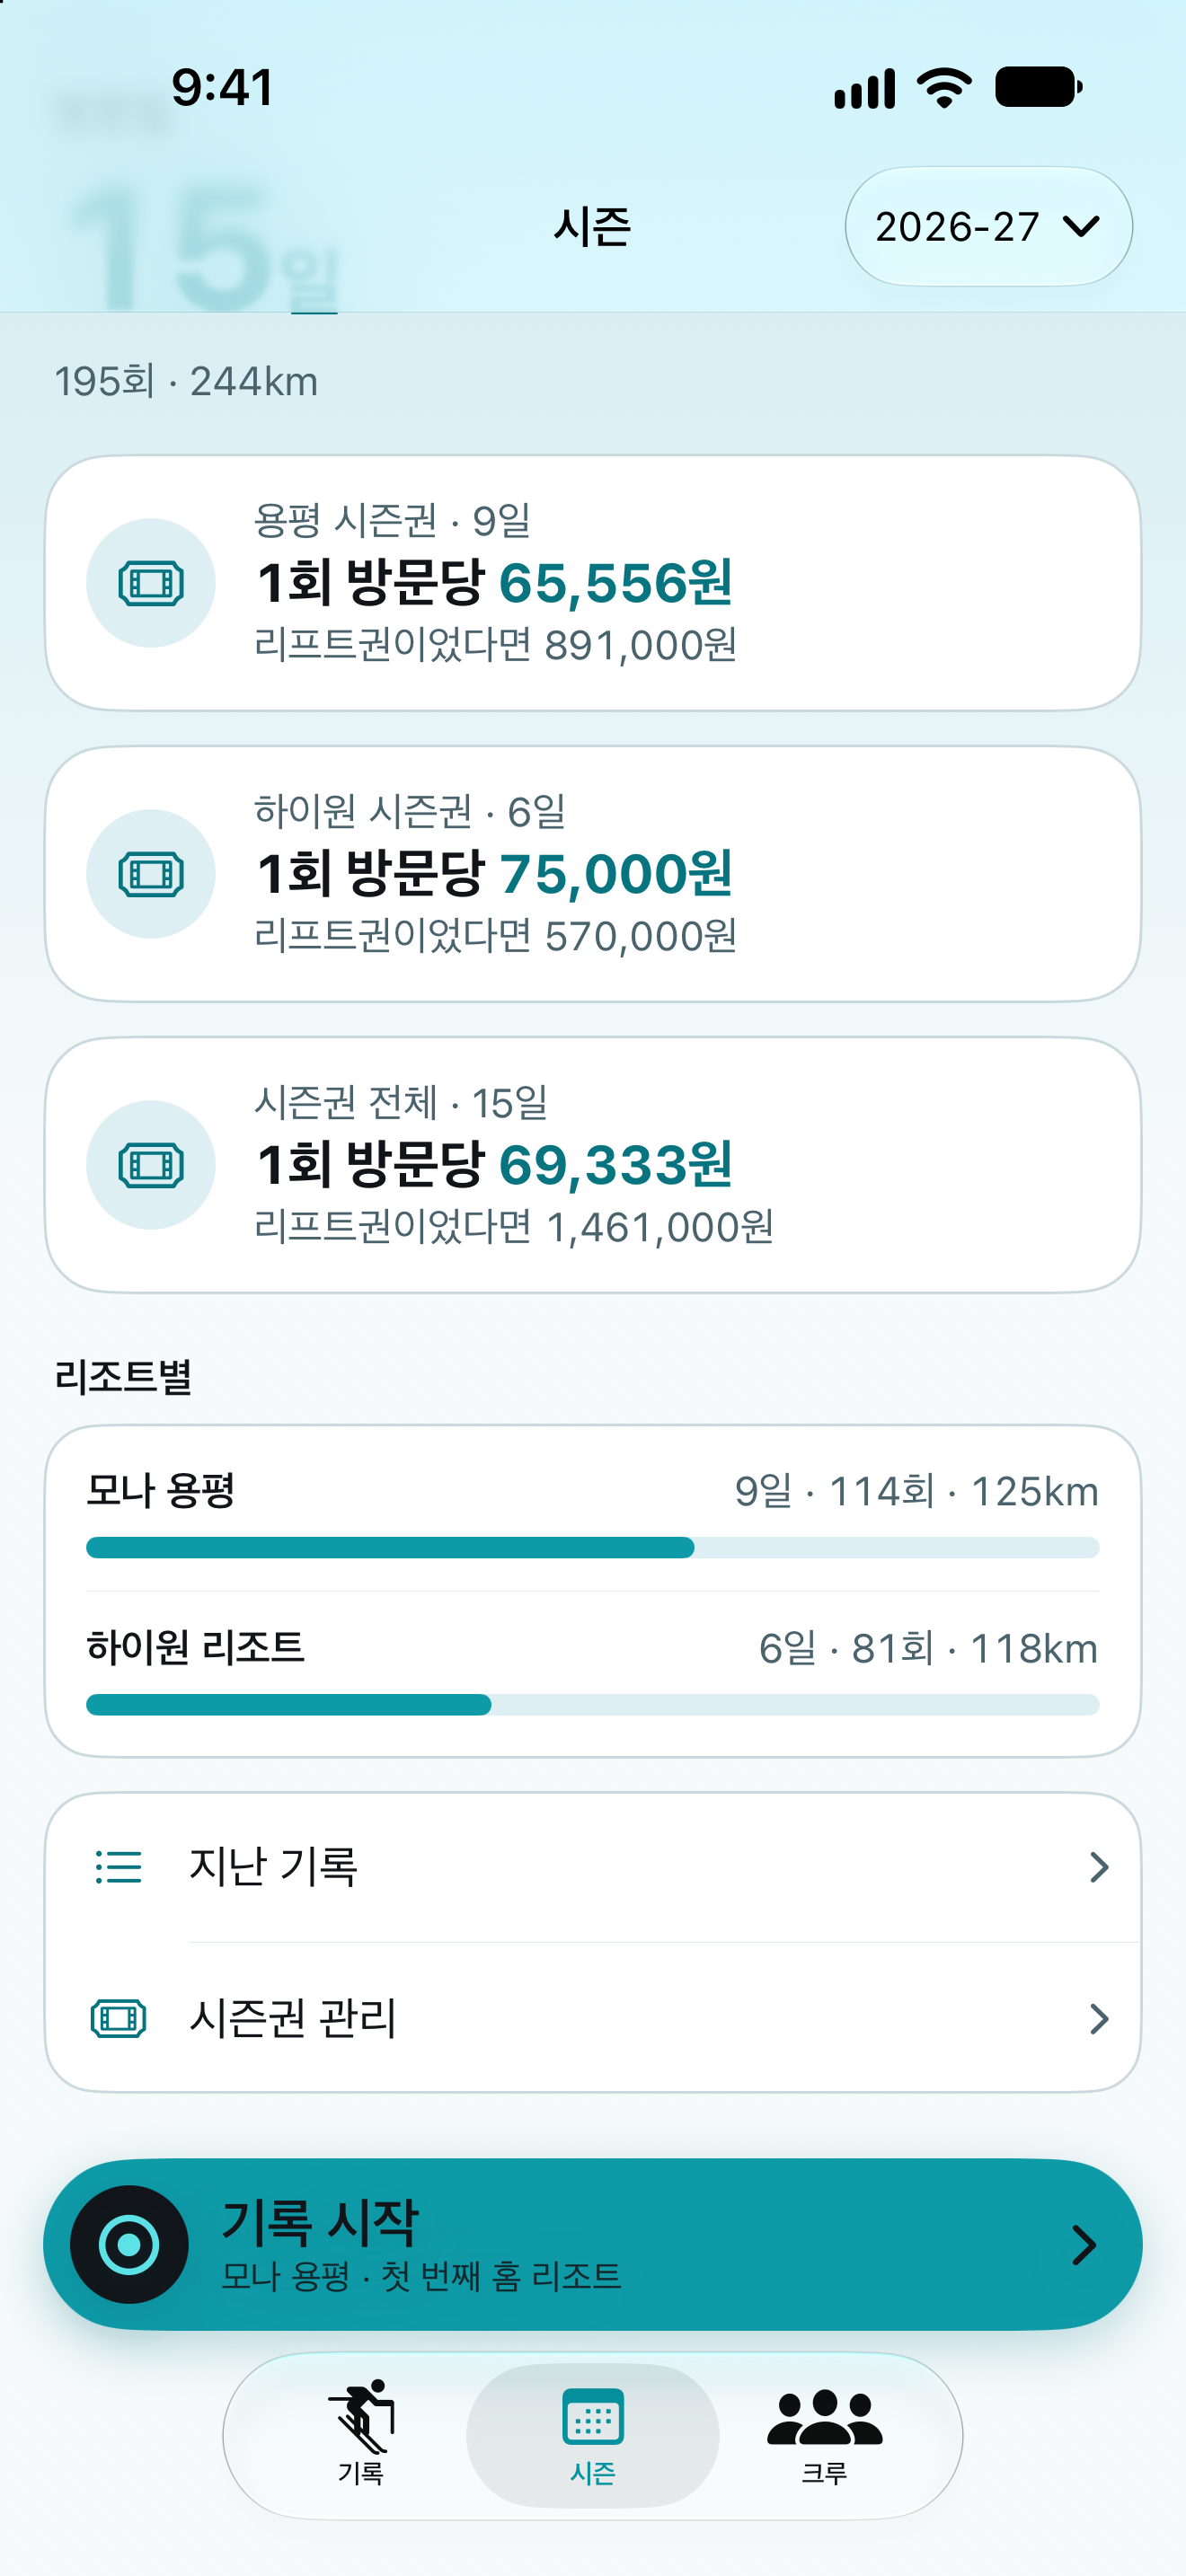 9:41
15일
시즌
2026-27
195회 · 244km
용평 시즌권 · 9일
1회 방문당 65,556원
리프트권이었다면 891,000원
하이원 시즌권 · 6일
1회 방문당 75,000원
리프트권이었다면 570,000원
시즌권 전체 · 15일
1회 방문당 69,333원
리프트권이었다면 1,461,000원
리조트별
모나 용평
9일 · 114회 · 125km
하이원 리조트
6일 · 81회 · 118km
지난 기록
시즌권 관리
기록 시작
모나 용평 · 첫 번째 홈 리조트
기록
시즌
크루